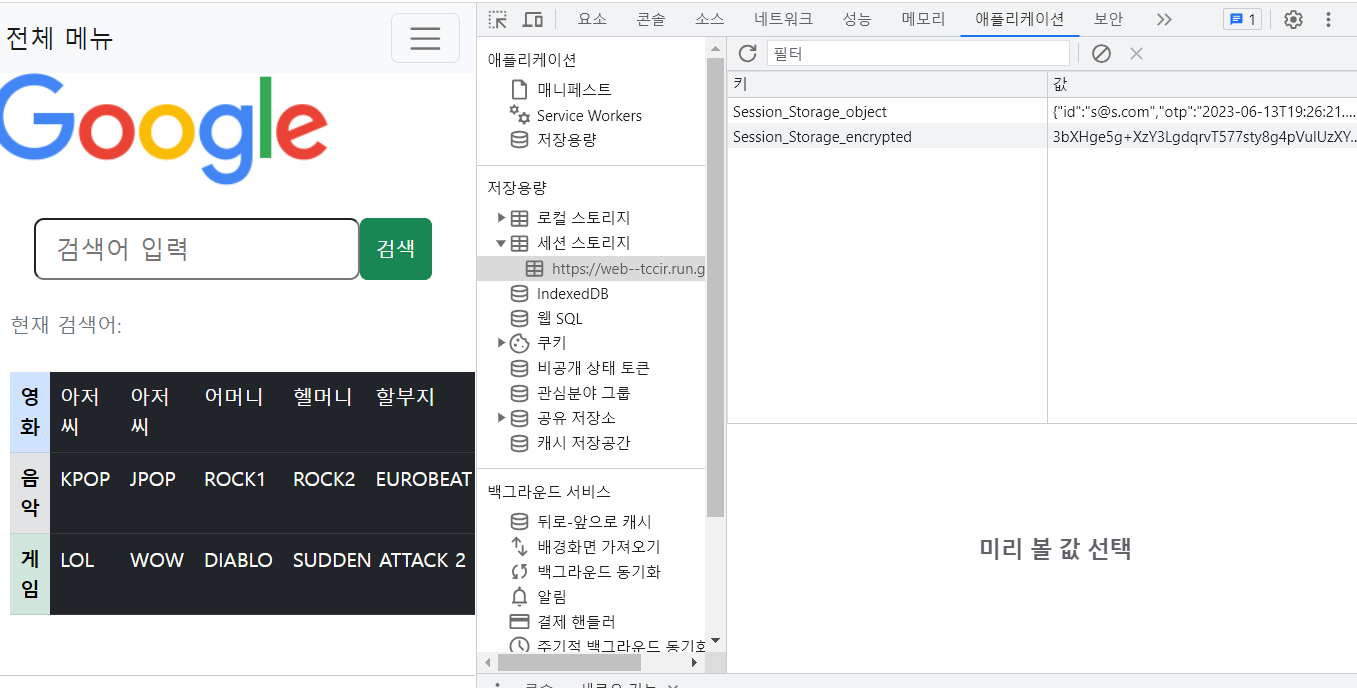 전체 메뉴
Google
검색어 입력
검색
현재 검색어:
영화 아저씨 아저씨 어머니 헬머니 할부지
음악 KPOP JPOP ROCK1 ROCK2 EUROBEAT
게임 LOL WOW DIABLO SUDDEN ATTACK 2
요소 콘솔 소스 네트워크 성능 메모리 애플리케이션 보안 1
애플리케이션
매니페스트
Service Workers
저장용량
저장용량
로컬 스토리지
세션 스토리지
https://web--tccir.run.g
IndexedDB
웹 SQL
쿠키
비공개 상태 토큰
관심분야 그룹
공유 저장소
캐시 저장공간
백그라운드 서비스
뒤로-앞으로 캐시
배경화면 가져오기
백그라운드 동기화
알림
결제 핸들러
주기적 백그라운드 동기화
필터
키 값
Session_Storage_object {"id":"s@s.com","otp":"2023-06-13T19:26:21....
Session_Storage_encrypted 3bXHge5g+XzY3LgdqrvT577sty8g4pVulUzXY...
미리 볼 값 선택